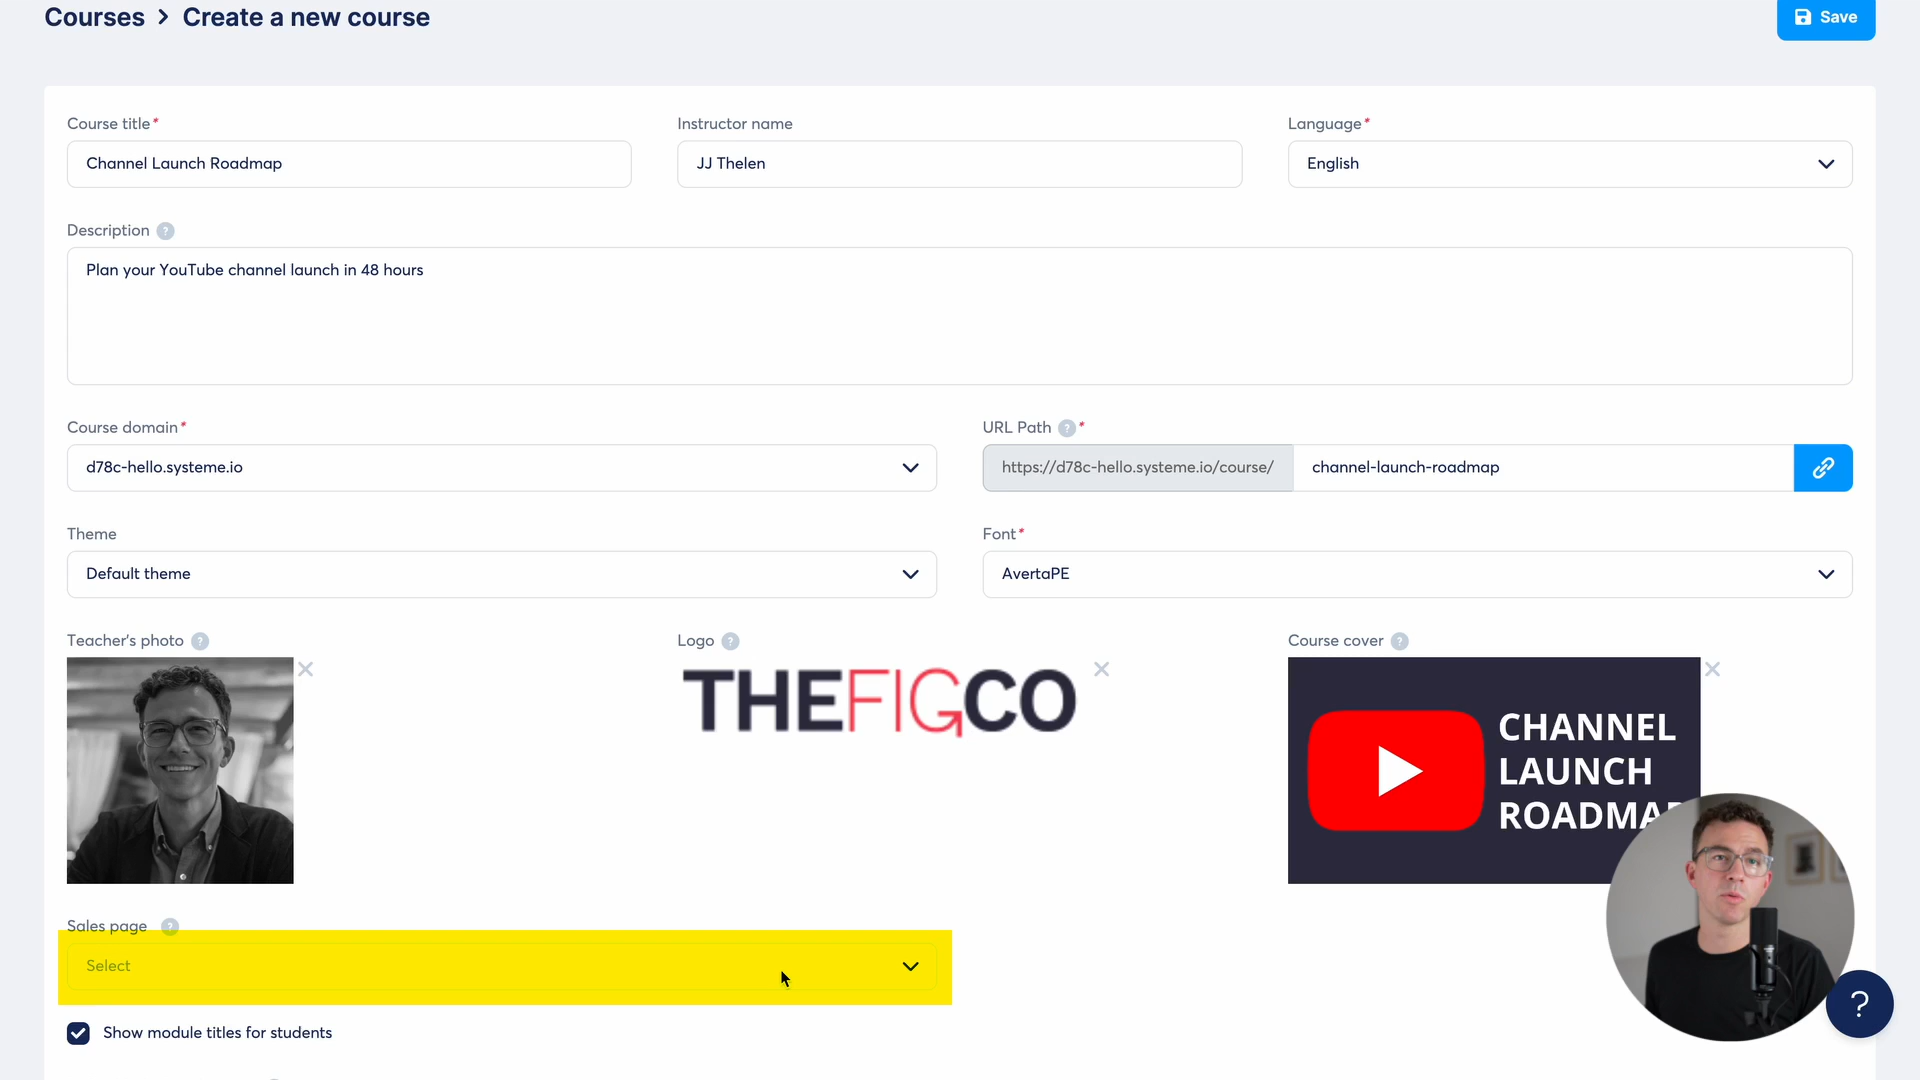 Courses > Create a new course
Save
Course title*
Instructor name
Language*
Channel Launch Roadmap
JJ Thelen
English
Description ?
Plan your YouTube channel launch in 48 hours
Course domain*
URL Path ? *
d78c-hello.systeme.io
https://d78c-hello.systeme.io/course/
channel-launch-roadmap
Theme
Font*
Default theme
AvertaPE
Teacher's photo ?
Logo ?
Course cover ?
THEFIGCO
CHANNEL
LAUNCH
ROADMAP
Sales page ?
Select
Show module titles for students
?